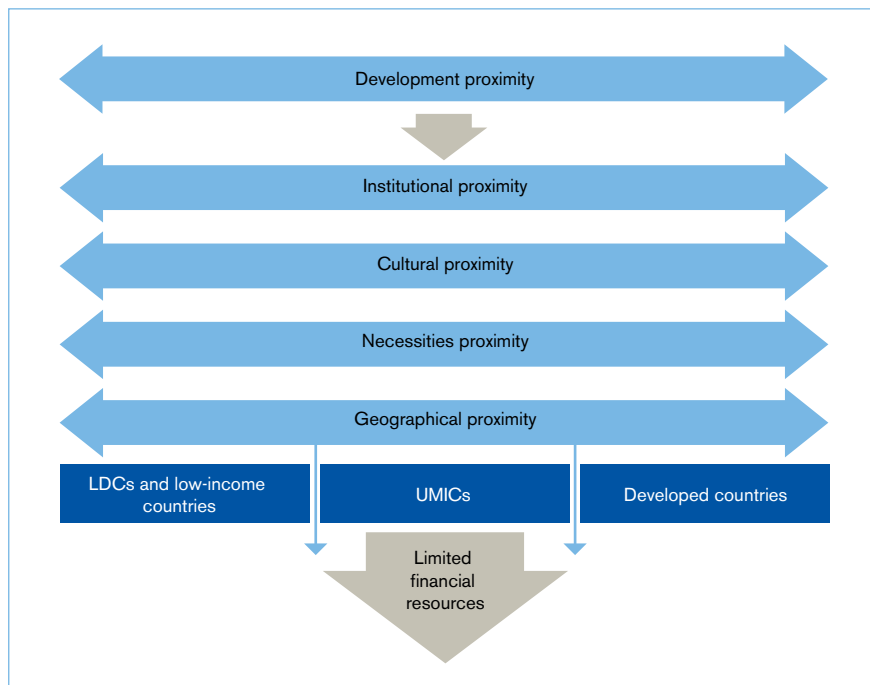 Development proximity
Institutional proximity
Cultural proximity
Necessities proximity
Geographical proximity
LDCs and low-income
countries
UMICs
Developed countries
Limited
financial
resources